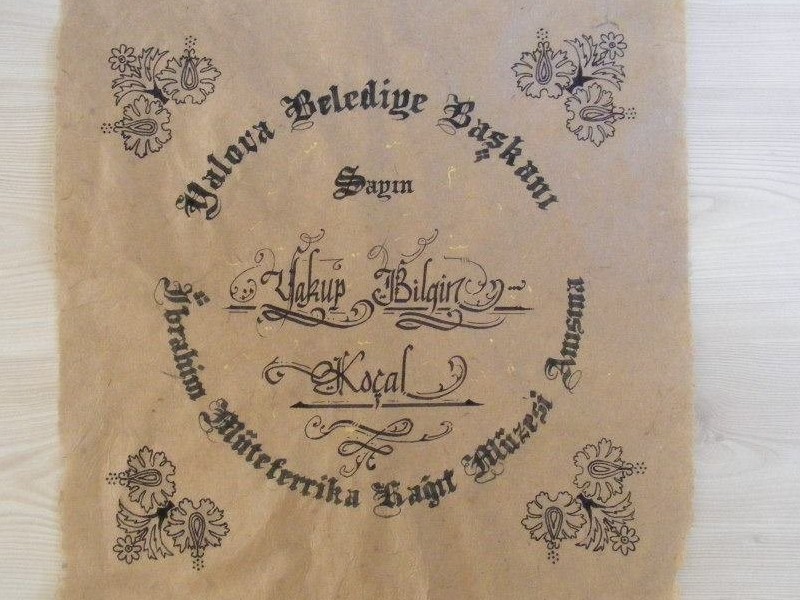 Yalova Belediye Başkanı
Sayın
Yakup Bilgin
Koçal
İbrahim Müteferrika Kağıt Müzesi Anısına